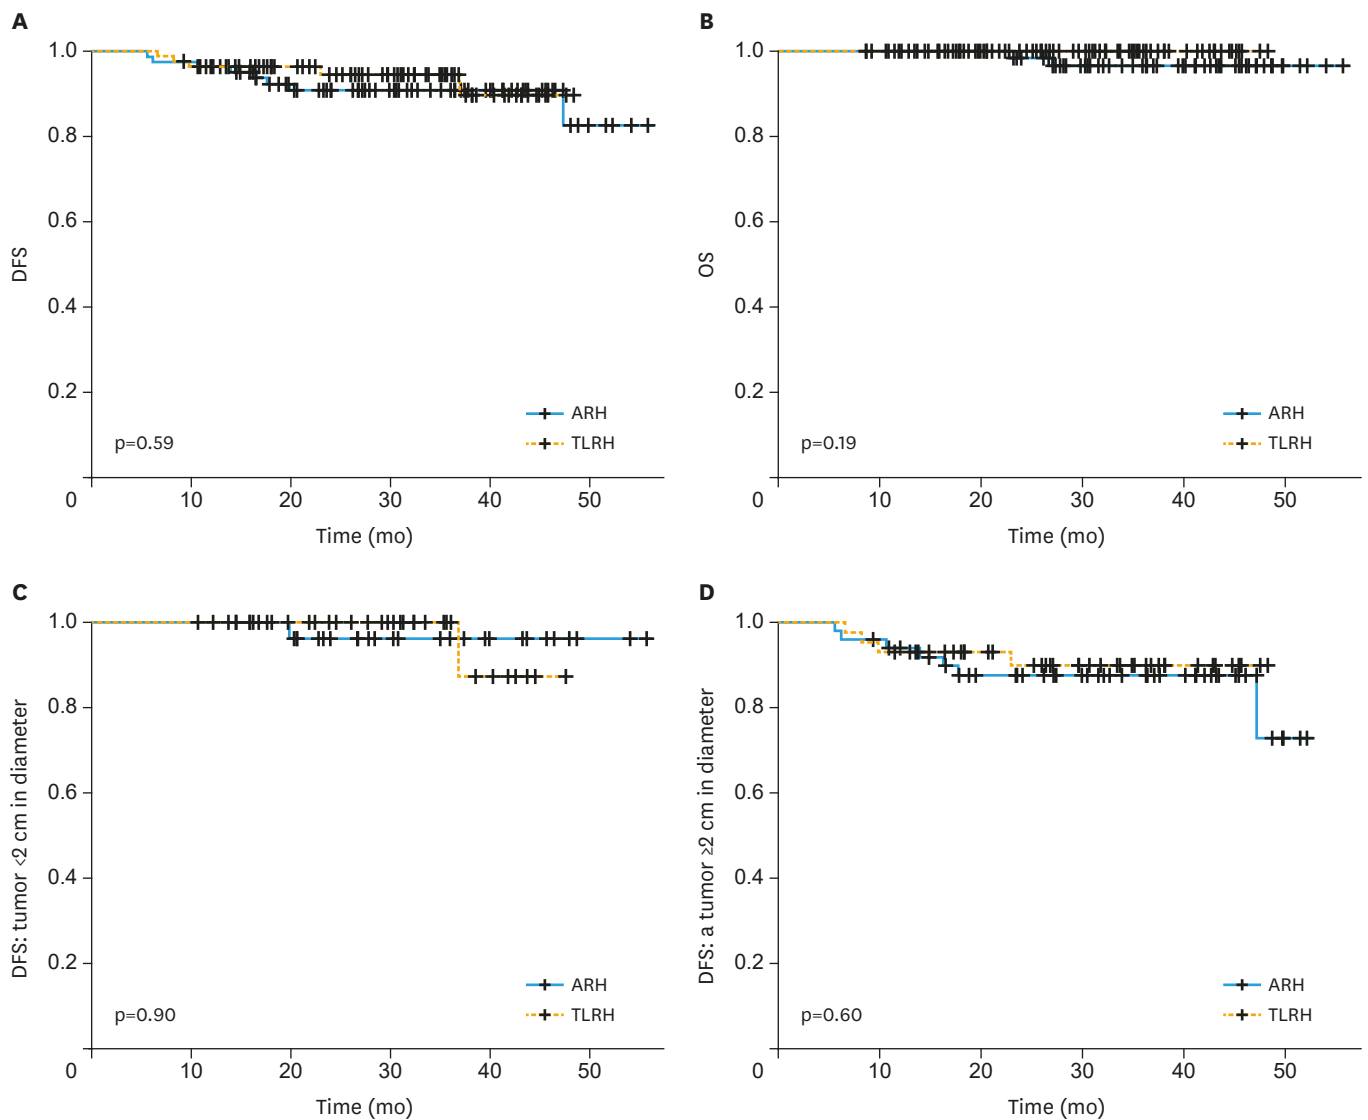 A
1.0
0.8
0.6
0.4
0.2
DFS
ARH
TLRH
p=0.59
0 10 20 30 40 50
Time (mo)
B
1.0
0.8
0.6
0.4
0.2
OS
ARH
TLRH
p=0.19
0 10 20 30 40 50
Time (mo)
C
1.0
0.8
0.6
0.4
0.2
DFS: tumor <2 cm in diameter
ARH
TLRH
p=0.90
0 10 20 30 40 50
Time (mo)
D
1.0
0.8
0.6
0.4
0.2
DFS: a tumor ≥2 cm in diameter
ARH
TLRH
p=0.60
0 10 20 30 40 50
Time (mo)